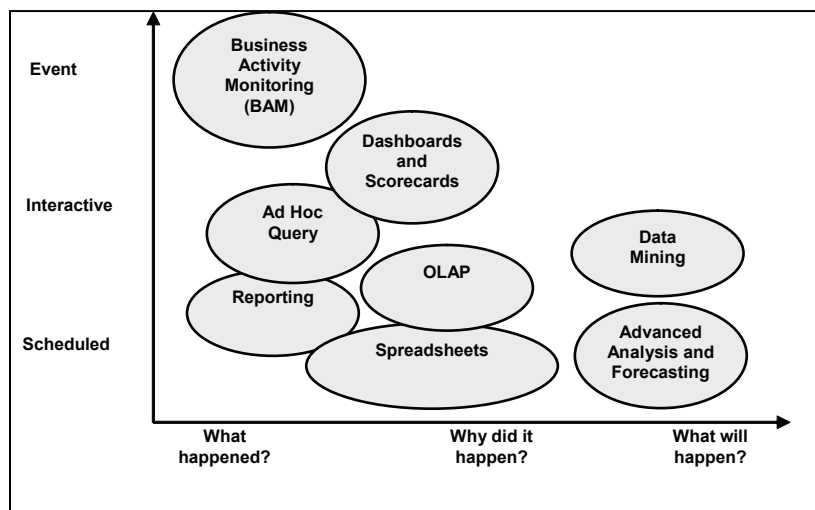 Event
Business
Activity
Monitoring
(BAM)
Dashboards
and
Scorecards
Interactive
Ad Hoc
Query
Data
Mining
OLAP
Reporting
Scheduled
Spreadsheets
Advanced
Analysis and
Forecasting
What
happened?
Why did it
happen?
What will
happen?